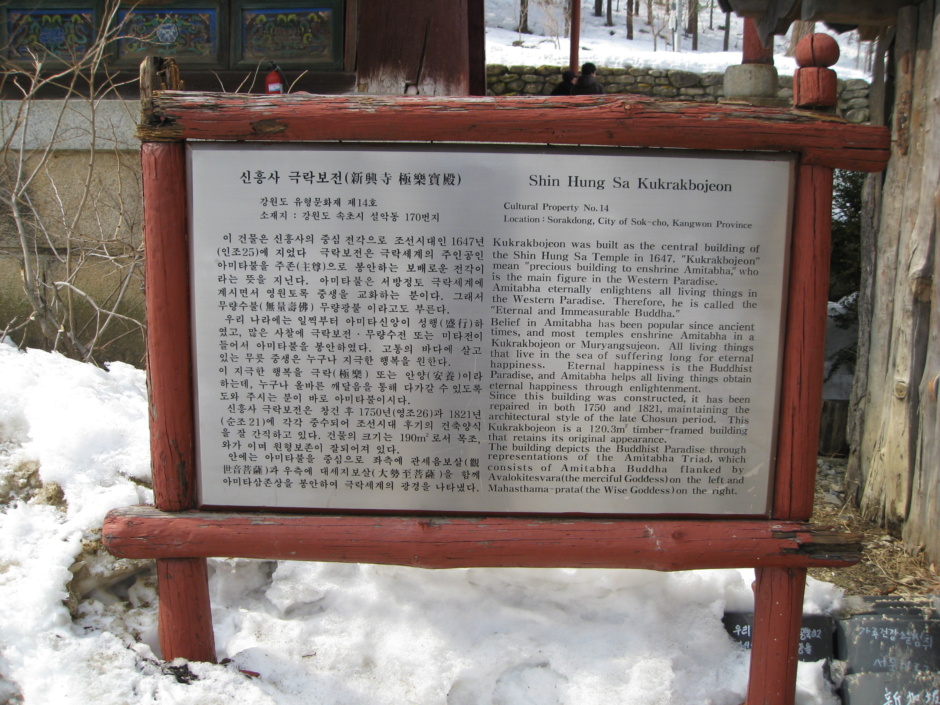 신흥사 극락보전(新興寺 極樂寶殿)
강원도 유형문화재 제14호
소재지 : 강원도 속초시 설악동 170번지
이 건물은 신흥사의 중심 전각으로 조선시대인 1647년
(인조25)에 지었다 극락보전은 극락세계의 주인공인
아미타불을 주존(主尊)으로 봉안하는 보배로운 전각이
라는 뜻을 지닌다. 아미타불은 서방정토 극락세계에
계시면서 영원토록 중생을 교화하는 분이다. 그래서
무량수불(無量壽佛) 무량광불 이라고도 부른다.
우리 나라에는 일찍부터 아미타신앙이 성행(盛行)하
였고, 많은 사찰에 극락보전·무량수전 또는 미타전이
들어서 아미타불을 봉안하였다. 고통의 바다에 살고
있는 무릇 중생은 누구나 지극한 행복을 원한다.
이 지극한 행복을 극락(極樂) 또는 안양(安養)이라
하는데, 누구나 올바른 깨달음을 통해 다가갈 수 있도록
도와 주시는 분이 바로 아미타불이시다.
신흥사 극락보전은 창건 후 1750년(영조26)과 1821년
(순조21)에 각각 중수되어 조선시대 후기의 건축양식
을 잘 간직하고 있다. 건물의 크기는 190㎡로서 목조,
와가 이며 원형보존이 잘되어져 있다.
안에는 아미타불을 중심으로 좌측에 관세음보살(觀
世音菩薩)과 우측에 대세지보살(大勢至菩薩)을 함께
아미타삼존상을 봉안하여 극락세계의 광경을 나타냈다.
Shin Hung Sa Kukrakbojeon
Cultural Property No.14
Location : Sorakdong, City of Sok-cho, Kangwon Province
Kukrakbojeon was built as the central building of
the Shin Hung Sa Temple in 1647. "Kukrakbojeon"
mean "precious building to enshrine Amitabha," who
is the main figure in the Western Paradise.
Amitabha eternally enlightens all living things in
the Western Paradise. Therefore, he is called the
"Eternal and Immeasurable Buddha."
Belief in Amitabha has been popular since ancient
times, and most temples enshrine Amitabha in a
Kukrakbojeon or Muryangsujeon. All living things
that live in the sea of suffering long for eternal
happiness. Eternal happiness is the Buddhist
Paradise, and Amitabha helps all living things obtain
eternal happiness through enlightenment.
Since this building was constructed, it has been
repaired in both 1750 and 1821, maintaining the
architectural style of the late Chosun period. This
Kukrakbojeon is a 120.3㎡ timber-framed building
that retains its original appearance.
The building depicts the Buddhist Paradise through
representations of the Amitabha Triad, which
consists of Amitabha Buddha flanked by
Avalokitesvara(the merciful Goddess)on the left and
Mahasthama-prata(the Wise Goddess)on the right.
우리